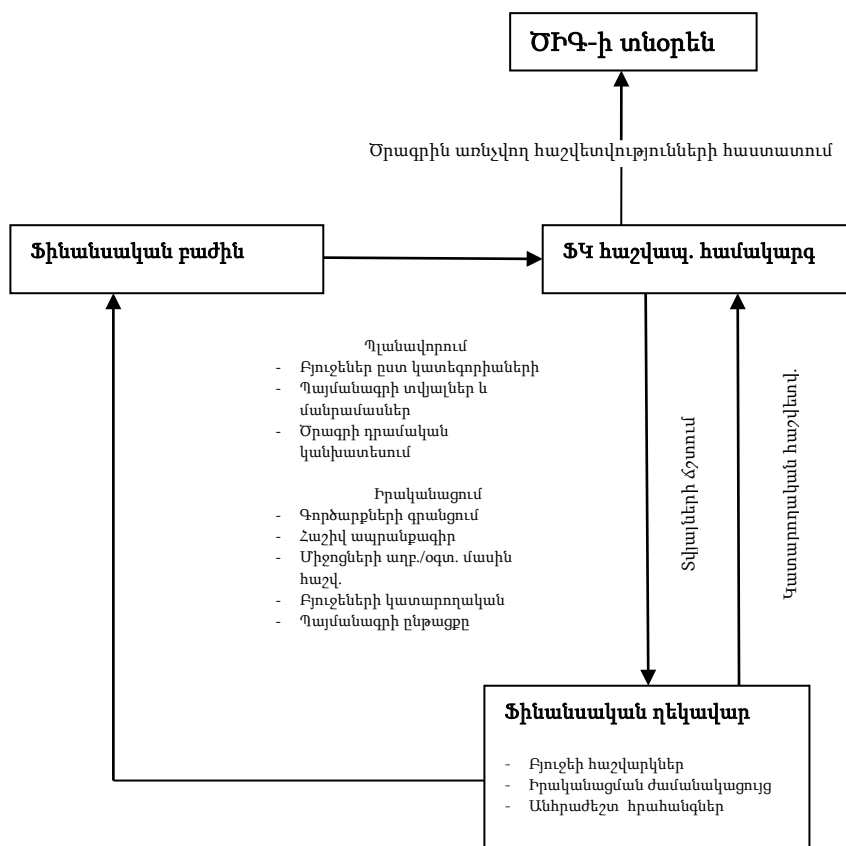 ԾԻԳ-ի տնօրեն
Ծրագրին առնչվող հաշվետվությունների հաստատում
Ֆինանսական բաժին
ՖԿ հաշվապ. համակարգ
Պլանավորում
- Բյուջեներ ըստ կատեգորիաների
- Պայմանագրի տվյալներ և
մանրամասներ
- Ծրագրի դրամական
կանխատեսում
Իրականացում
- Գործարքների գրանցում
- Հաշիվ ապրանքագիր
- Միջոցների աղբ./օգտ. մասին
հաշվ.
- Բյուջեների կատարողական
- Պայմանագրի ընթացքը
Տվյալների ճշտում
Կատարողական հաշվետվ.
Ֆինանսական ղեկավար
- Բյուջեի հաշվարկներ
- Իրականացման ժամանակացույց
- Անհրաժեշտ հրահանգներ